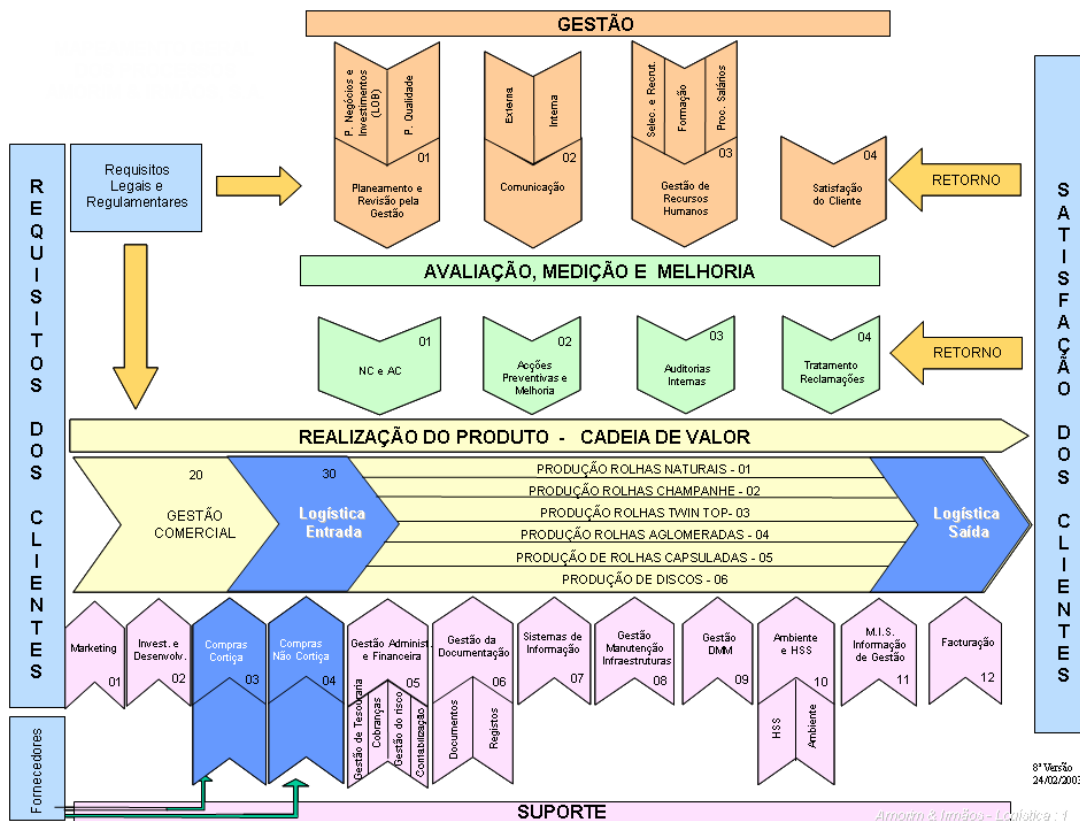 GESTÃO
P. Negócios e
Investimentos
(LOB)
P. Qualidade
01
Planeamento e
Revisão pela
Gestão
Externa
Interna
02
Comunicação
Selec. e Recrut.
Formação
Proc. Salários
03
Gestão de
Recursos
Humanos
04
Satisfação
do Cliente
RETORNO
REQUISITOS DOS CLIENTES
Requisitos
Legais e
Regulamentares
SATISFAÇÃO DOS CLIENTES
AVALIAÇÃO, MEDIÇÃO E MELHORIA
01
NC e AC
02
Acções
Preventivas e
Melhoria
03
Auditorias
Internas
04
Tratamento
Reclamações
RETORNO
REALIZAÇÃO DO PRODUTO - CADEIA DE VALOR
20
GESTÃO
COMERCIAL
30
Logística
Entrada
PRODUÇÃO ROLHAS NATURAIS - 01
PRODUÇÃO ROLHAS CHAMPANHE - 02
PRODUÇÃO ROLHAS TWIN TOP- 03
PRODUÇÃO ROLHAS AGLOMERADAS - 04
PRODUÇÃO DE ROLHAS CAPSULADAS - 05
PRODUÇÃO DE DISCOS - 06
Logística
Saída
Marketing
01
Invest. e
Desenvolv.
02
Compras
Cortiça
03
Compras
Não Cortiça
04
Gestão Administ.
e Financeira
05
Gestão de Tesouraria
Cobranças
Gestão do risco
Contabilização
Gestão da
Documentação
06
Documentos
Registos
Sistemas de
Informação
07
Gestão
Manutenção
Infraestruturas
08
Gestão
DMM
09
Ambiente
e HSS
10
HSS
Ambiente
M.I.S.
Informação
de Gestão
11
Facturação
12
Fornecedores
8ª Versão
24/02/2003
SUPORTE
Amorim & Irmãos - Logística : 1